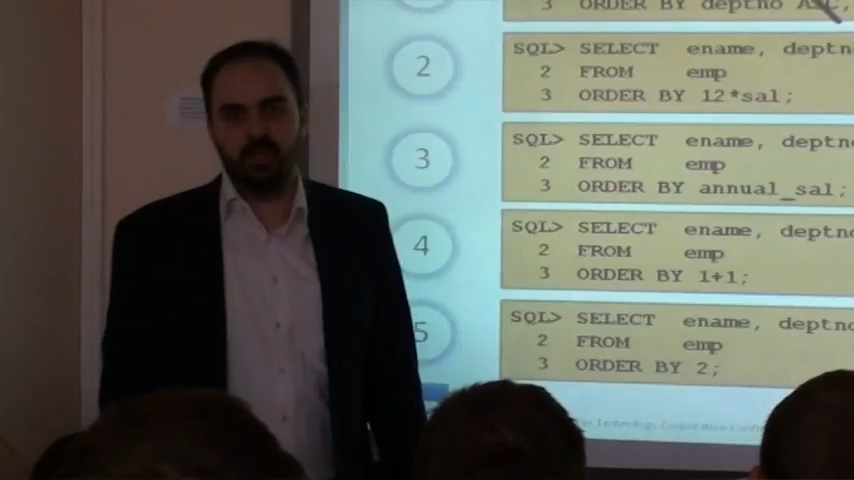 3 ORDER BY deptno ASC,
2
SQL> SELECT ename, deptno
2 FROM emp
3 ORDER BY 12*sal;
3
SQL> SELECT ename, deptno
2 FROM emp
3 ORDER BY annual_sal;
4
SQL> SELECT ename, deptno
2 FROM emp
3 ORDER BY 1+1;
5
SQL> SELECT ename, deptno
2 FROM emp
3 ORDER BY 2;